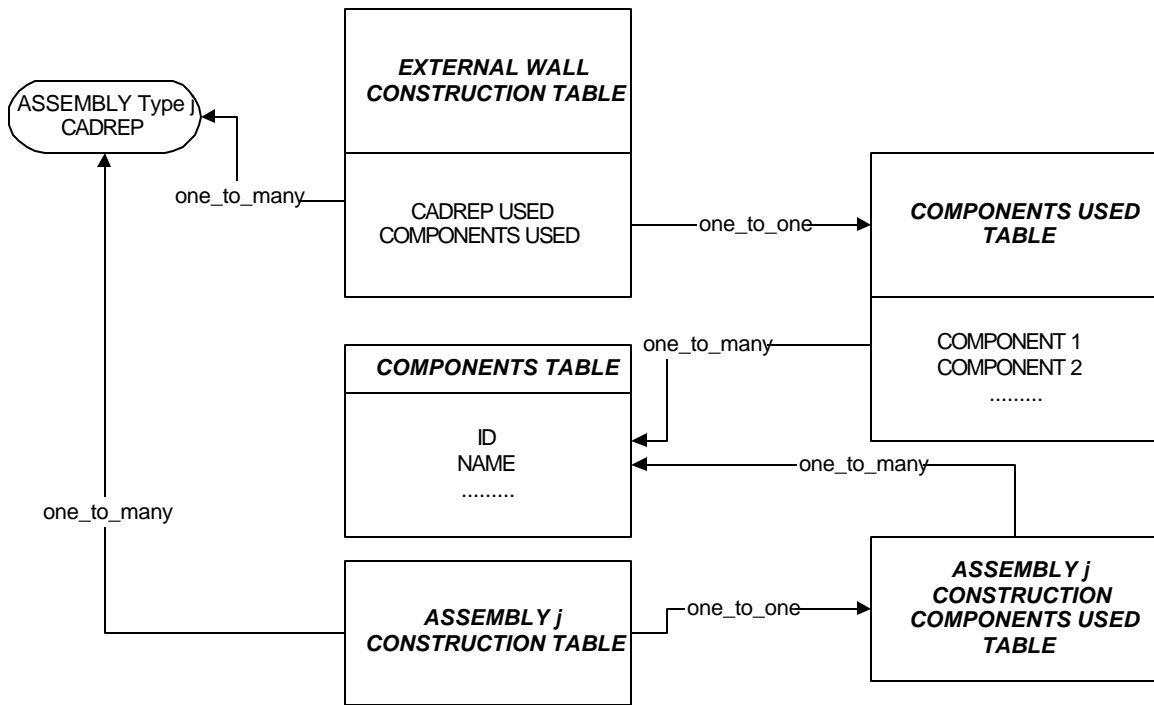 EXTERNAL WALL
CONSTRUCTION TABLE
ASSEMBLY Type j
CADREP
one_to_many
CADREP USED
COMPONENTS USED
one_to_one
COMPONENTS USED
TABLE
one_to_many
COMPONENT 1
COMPONENT 2
.........
COMPONENTS TABLE
ID
NAME
.........
one_to_many
one_to_many
ASSEMBLY j
CONSTRUCTION TABLE
one_to_one
ASSEMBLY j
CONSTRUCTION
COMPONENTS USED
TABLE